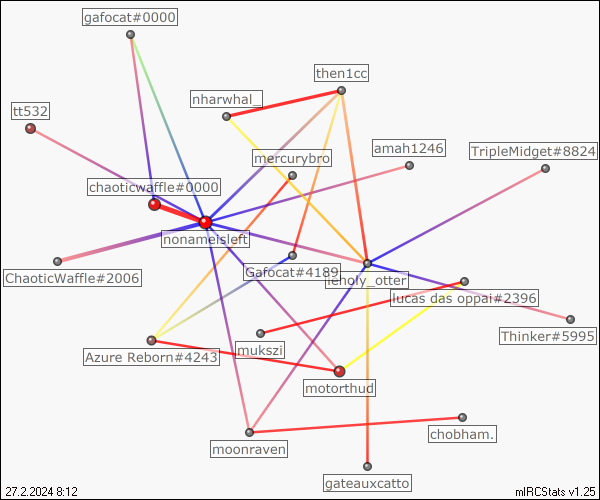 gafocat#0000
then1cc
nharwhal_
tt532
amah1246
mercurybro
TripleMidget#8824
chaoticwaffle#0000
nonameisleft
ChaoticWaffle#2006
Gafocat#4189
lucas das oppai#2396
Thinker#5995
mukszi
Azure Reborn#4243
motorthud
chobham.
moonraven
gateauxcatto
27.2.2024 8:12
mIRCStats v1.25